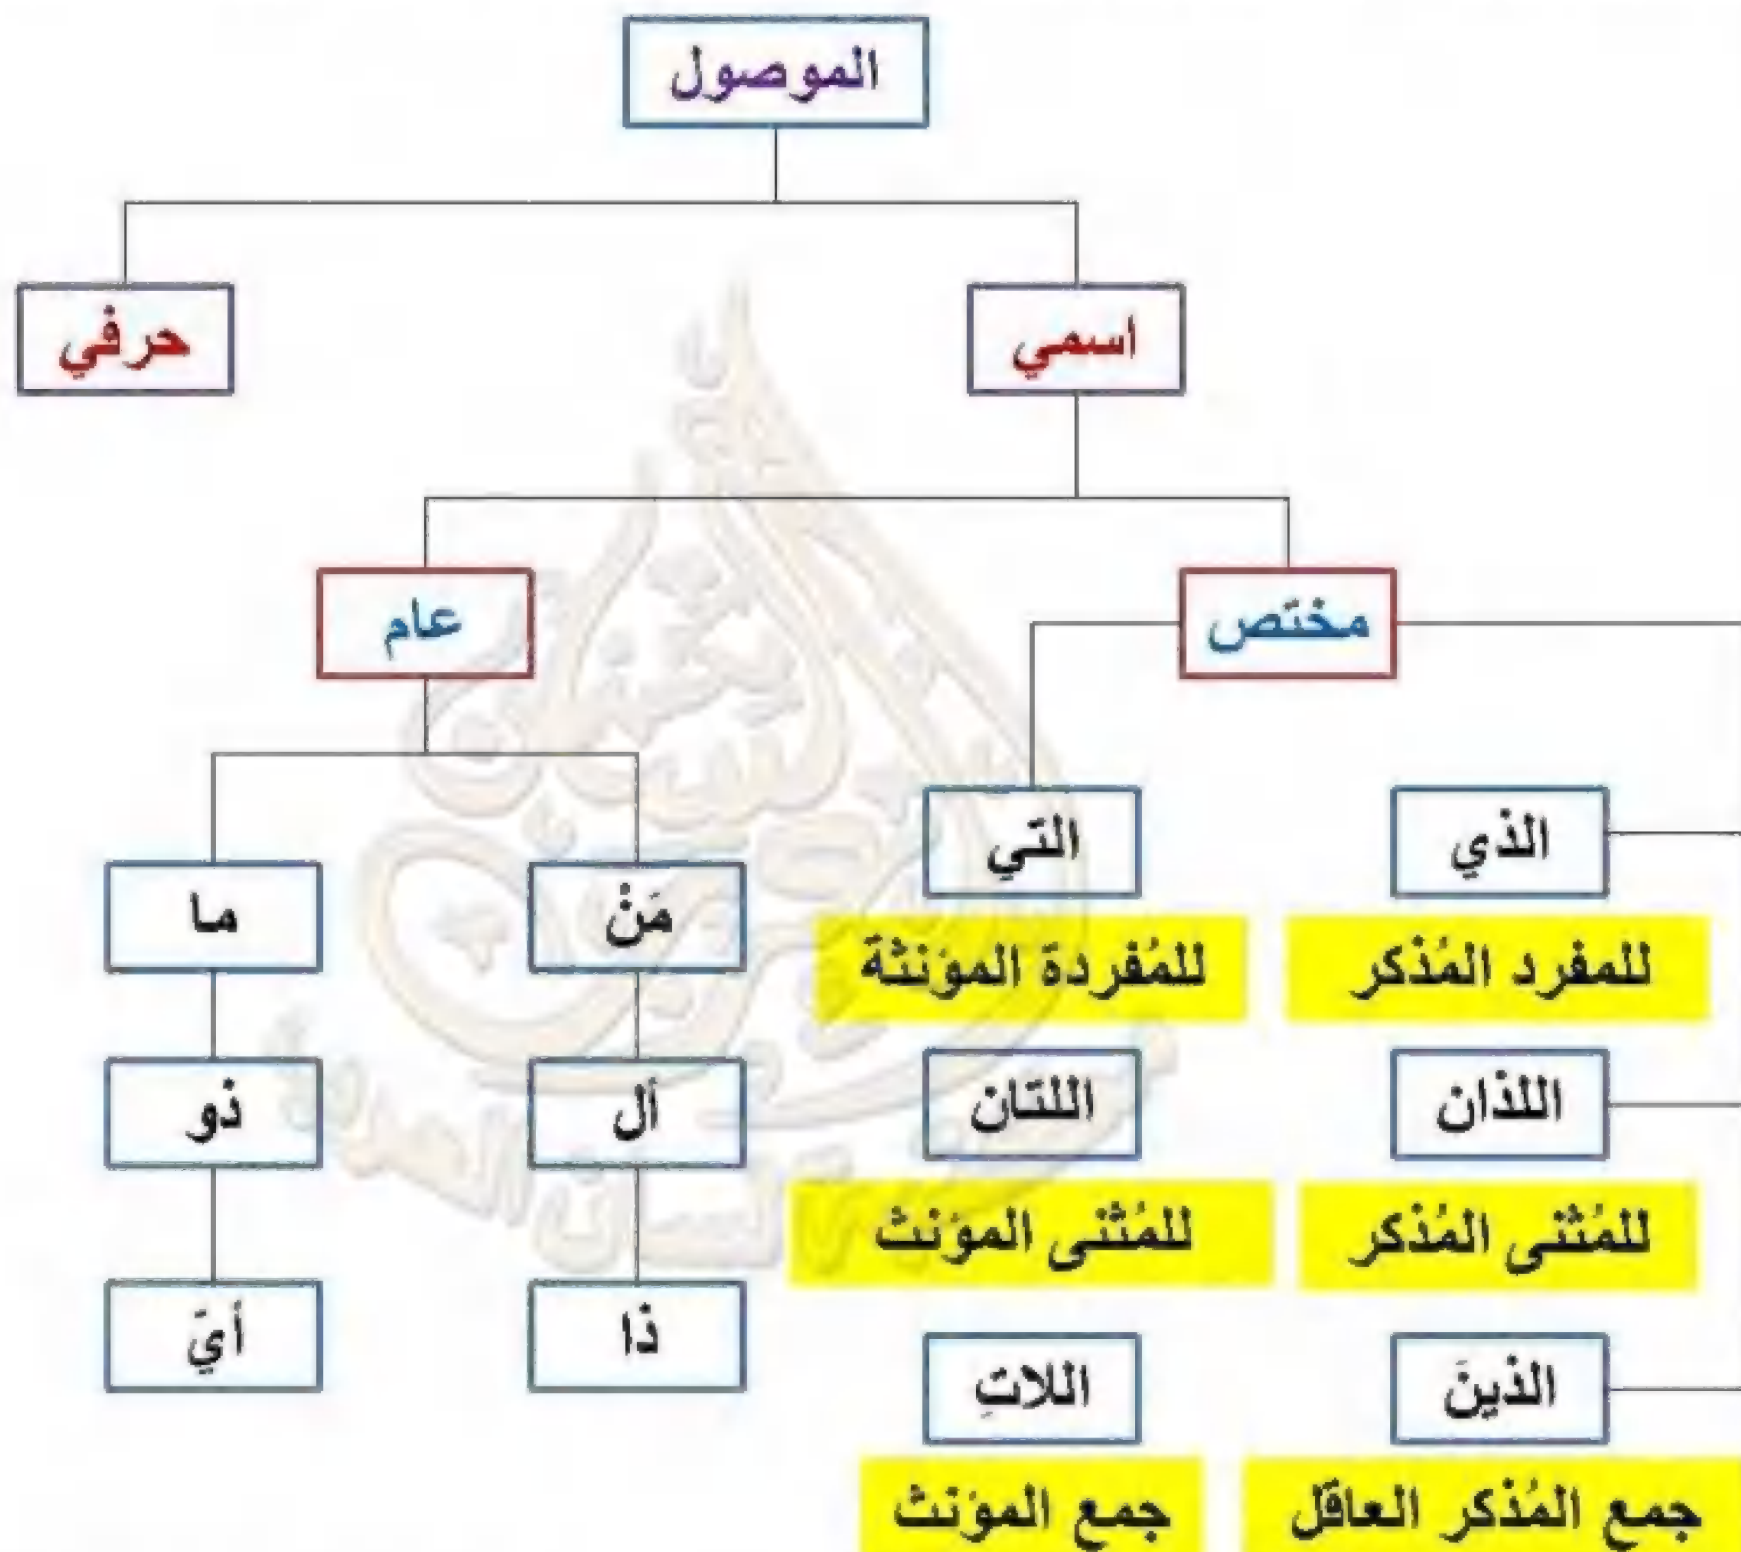 الموصول
اسمي
حرفي
مختص
عام
الذي
التي
للمفرد المُذكر
للمُفردة المؤنثة
مَنْ
ما
اللذان
اللتان
أل
ذو
للمُثنى المُذكر
للمُثنى المؤنث
ذا
أيّ
الذينَ
اللاتِ
جمع المُذكر العاقل
جمع المؤنث